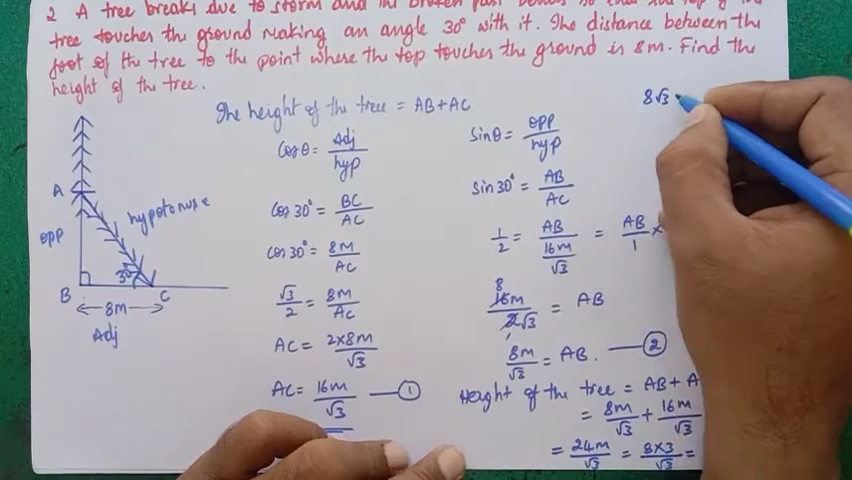 2 A tree breaks due to storm and the broken part bends so that the top of the
tree touches the ground making an angle 30° with it. The distance between the
foot of the tree to the point where the top touches the ground is 8m. Find the
height of the tree.
The height of the tree = AB+AC
8√3
Cosθ = Adj/hyp
Cos 30° = BC/AC
Cos 30° = 8M/AC
√3/2 = 8M/AC
AC = 2×8M/√3
AC = 16M/√3 — ①
Sinθ = opp/hyp
Sin 30° = AB/AC
1/2 = AB/(16M/√3) = AB/1 ×
8 16M/2√3 = AB
8M/√3 = AB. — ②
Height of the tree = AB + A
= 8M/√3 + 16M/√3
= 24M/√3 = 8×3/√3 =
A
opp
hypotonuse
30°
B
C
8M
Adj